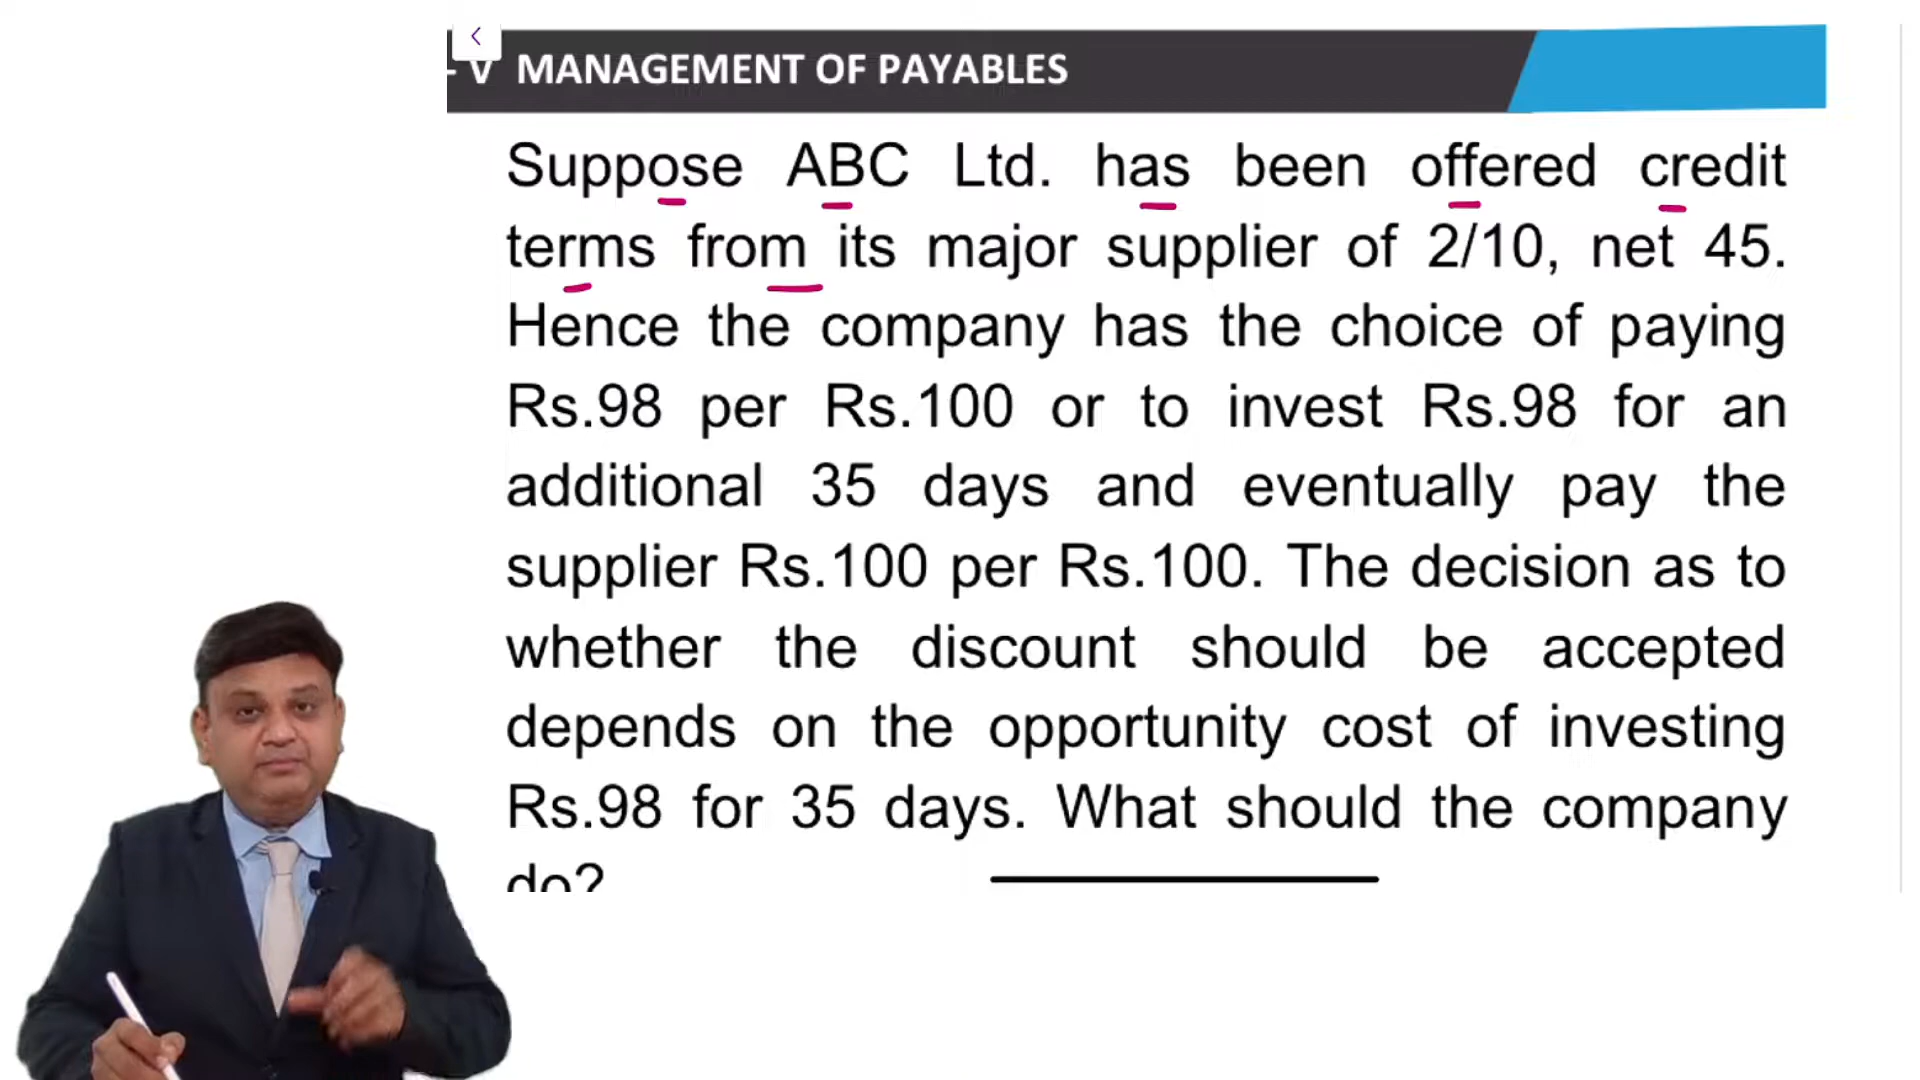 - V MANAGEMENT OF PAYABLES
Suppose ABC Ltd. has been offered credit
terms from its major supplier of 2/10, net 45.
Hence the company has the choice of paying
Rs.98 per Rs.100 or to invest Rs.98 for an
additional 35 days and eventually pay the
supplier Rs.100 per Rs.100. The decision as to
whether the discount should be accepted
depends on the opportunity cost of investing
Rs.98 for 35 days. What should the company
do?